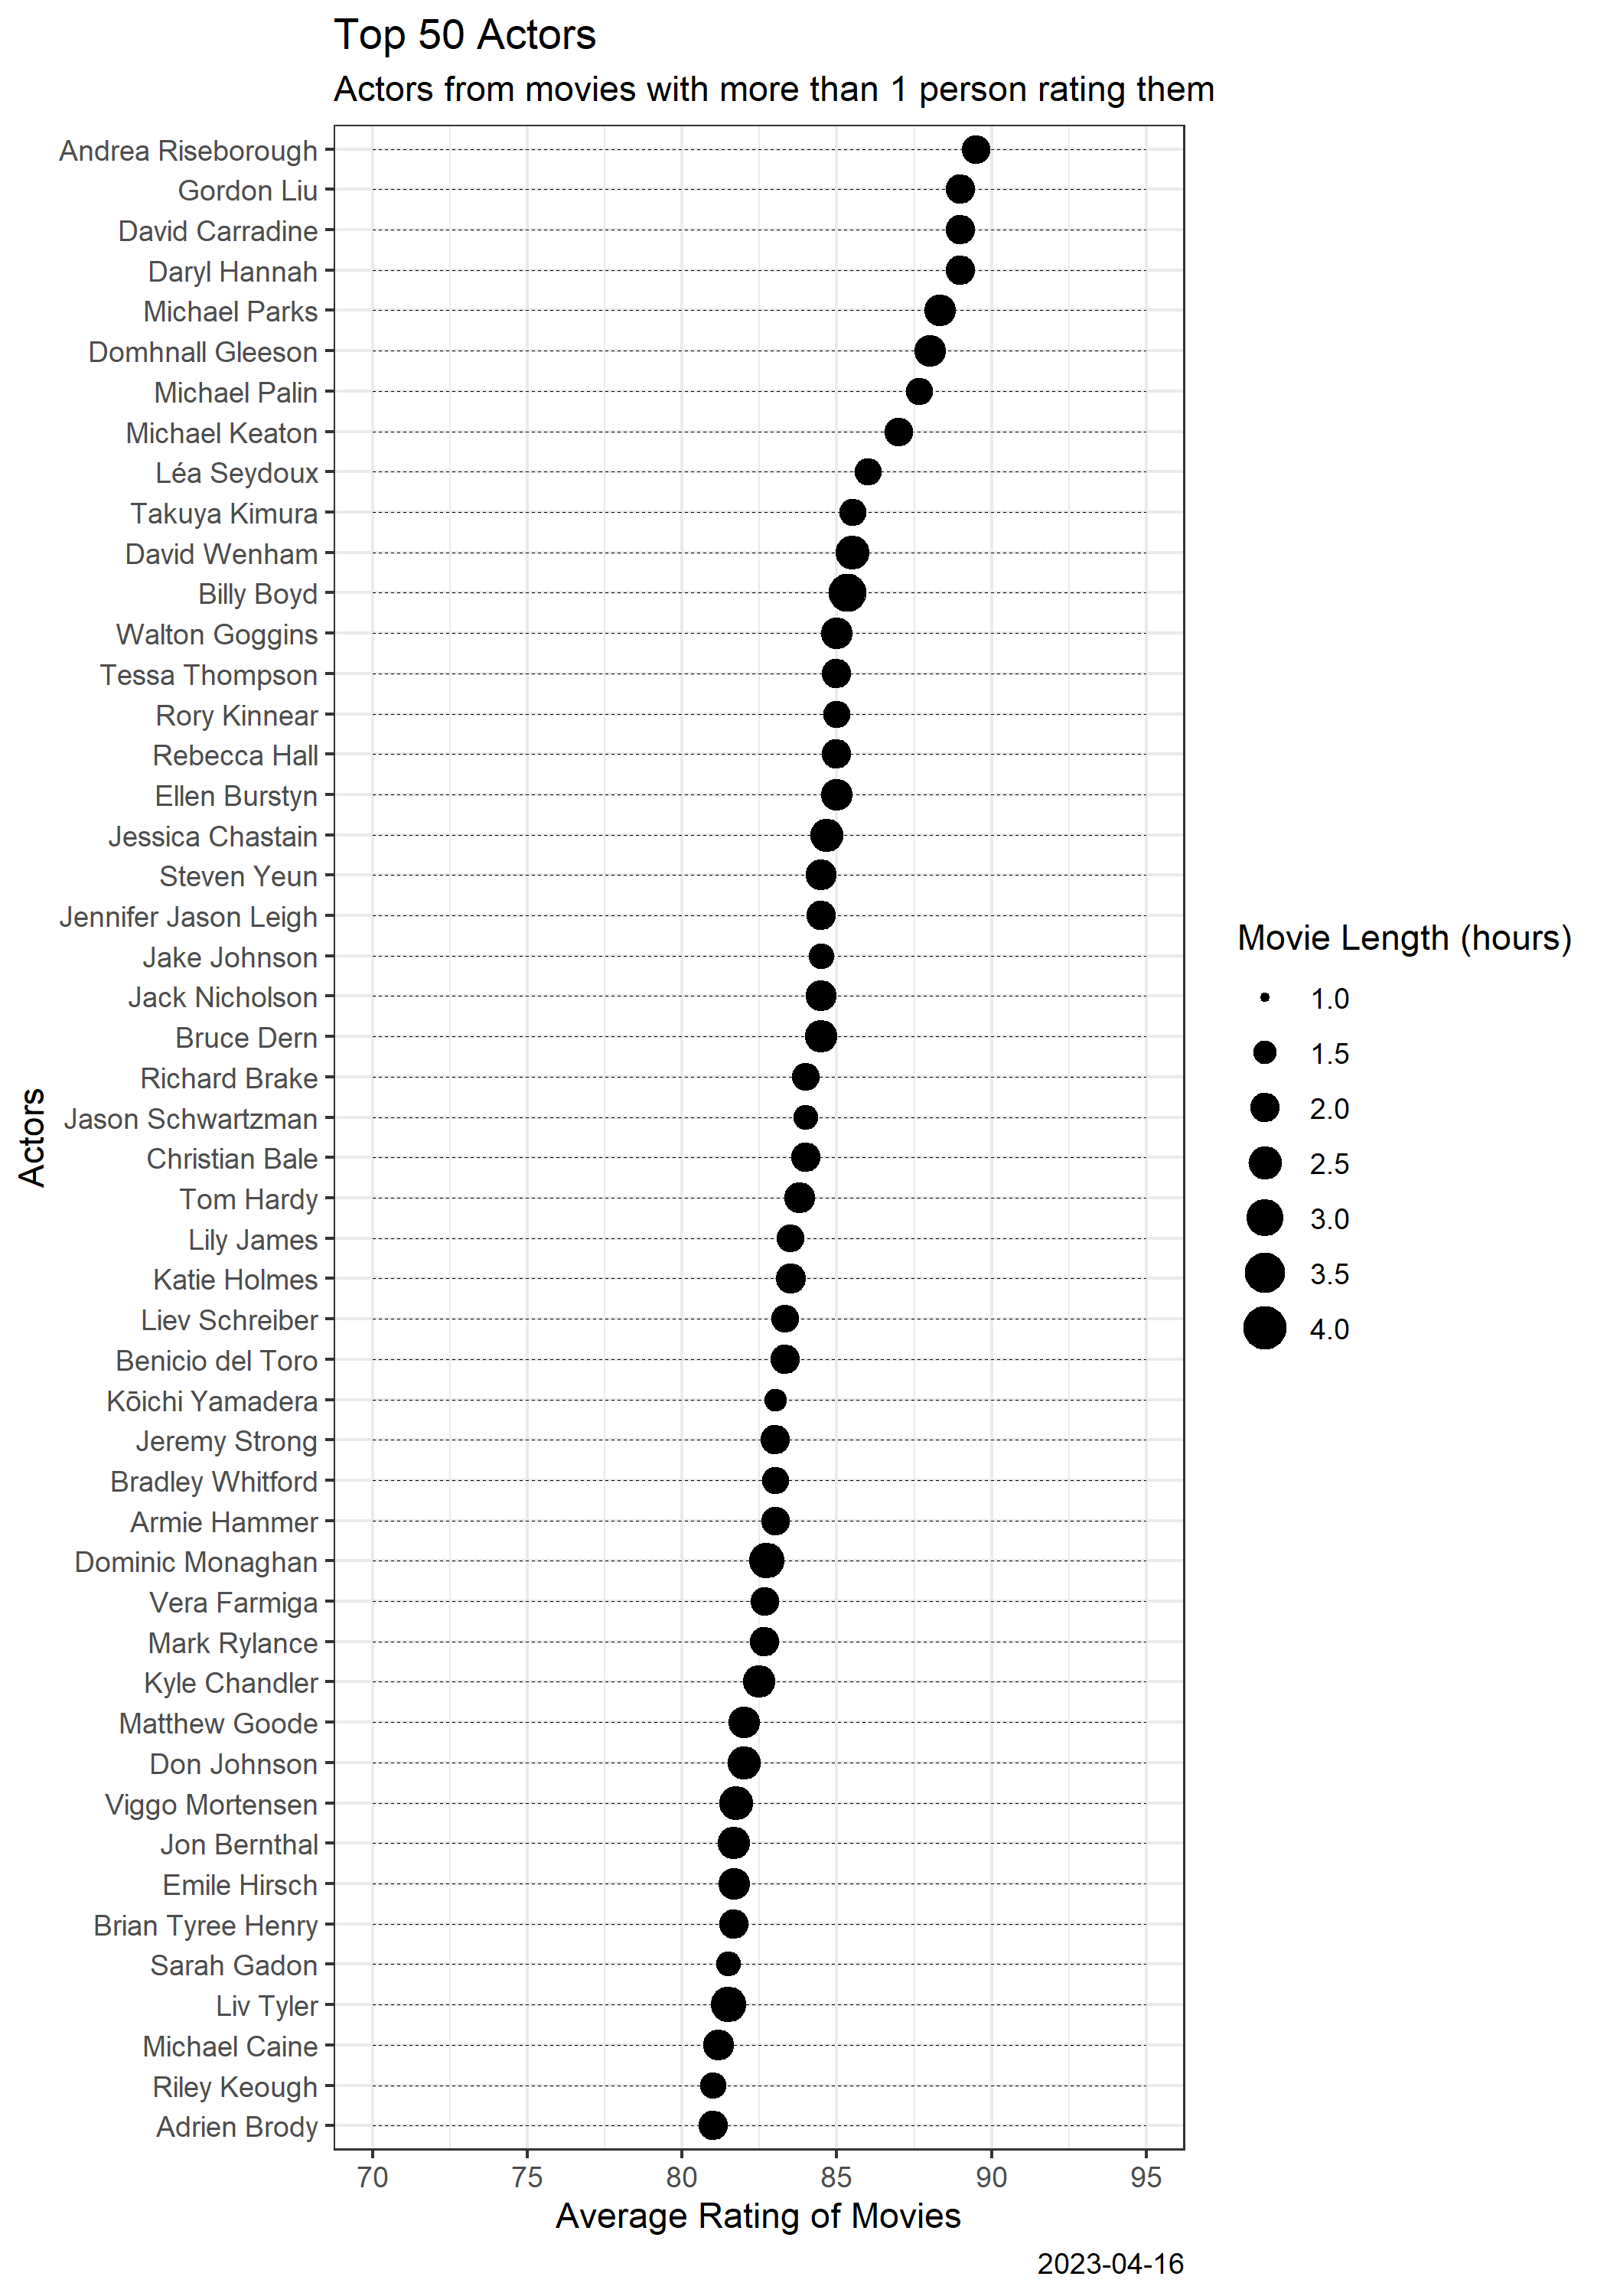 Top 50 Actors
Actors from movies with more than 1 person rating them
Andrea Riseborough
Gordon Liu
David Carradine
Daryl Hannah
Michael Parks
Domhnall Gleeson
Michael Palin
Michael Keaton
Léa Seydoux
Takuya Kimura
David Wenham
Billy Boyd
Walton Goggins
Tessa Thompson
Rory Kinnear
Rebecca Hall
Ellen Burstyn
Jessica Chastain
Steven Yeun
Jennifer Jason Leigh
Jake Johnson
Jack Nicholson
Bruce Dern
Richard Brake
Jason Schwartzman
Christian Bale
Tom Hardy
Lily James
Katie Holmes
Liev Schreiber
Benicio del Toro
Kōichi Yamadera
Jeremy Strong
Bradley Whitford
Armie Hammer
Dominic Monaghan
Vera Farmiga
Mark Rylance
Kyle Chandler
Matthew Goode
Don Johnson
Viggo Mortensen
Jon Bernthal
Emile Hirsch
Brian Tyree Henry
Sarah Gadon
Liv Tyler
Michael Caine
Riley Keough
Adrien Brody
Actors
70 75 80 85 90 95
Average Rating of Movies
Movie Length (hours)
1.0
1.5
2.0
2.5
3.0
3.5
4.0
2023-04-16